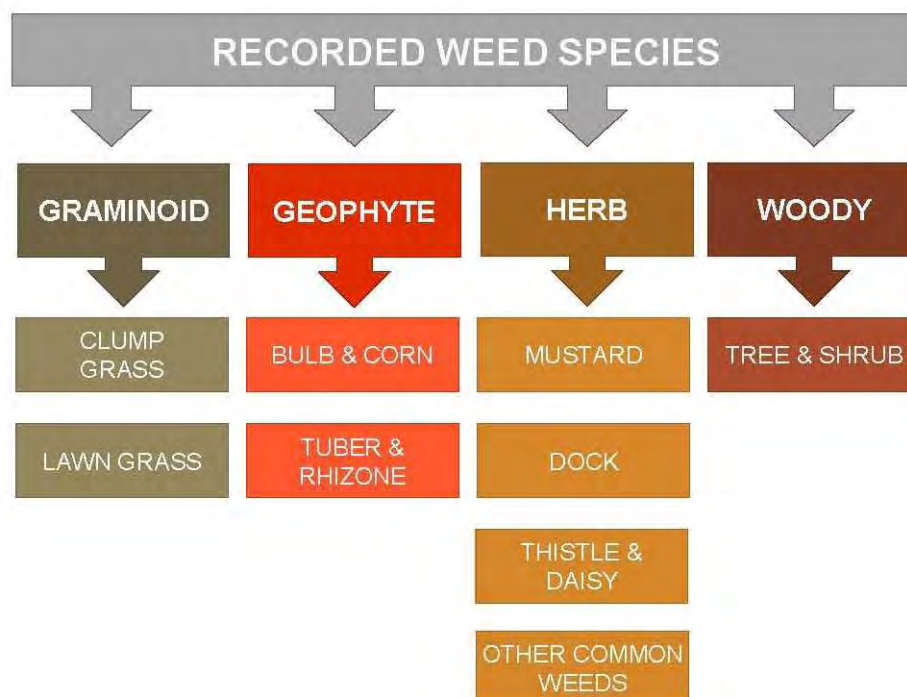 RECORDED WEED SPECIES
GRAMINOID
GEOPHYTE
HERB
WOODY
CLUMP
GRASS
BULB & CORN
MUSTARD
TREE & SHRUB
LAWN GRASS
TUBER &
RHIZONE
DOCK
THISTLE &
DAISY
OTHER COMMON
WEEDS